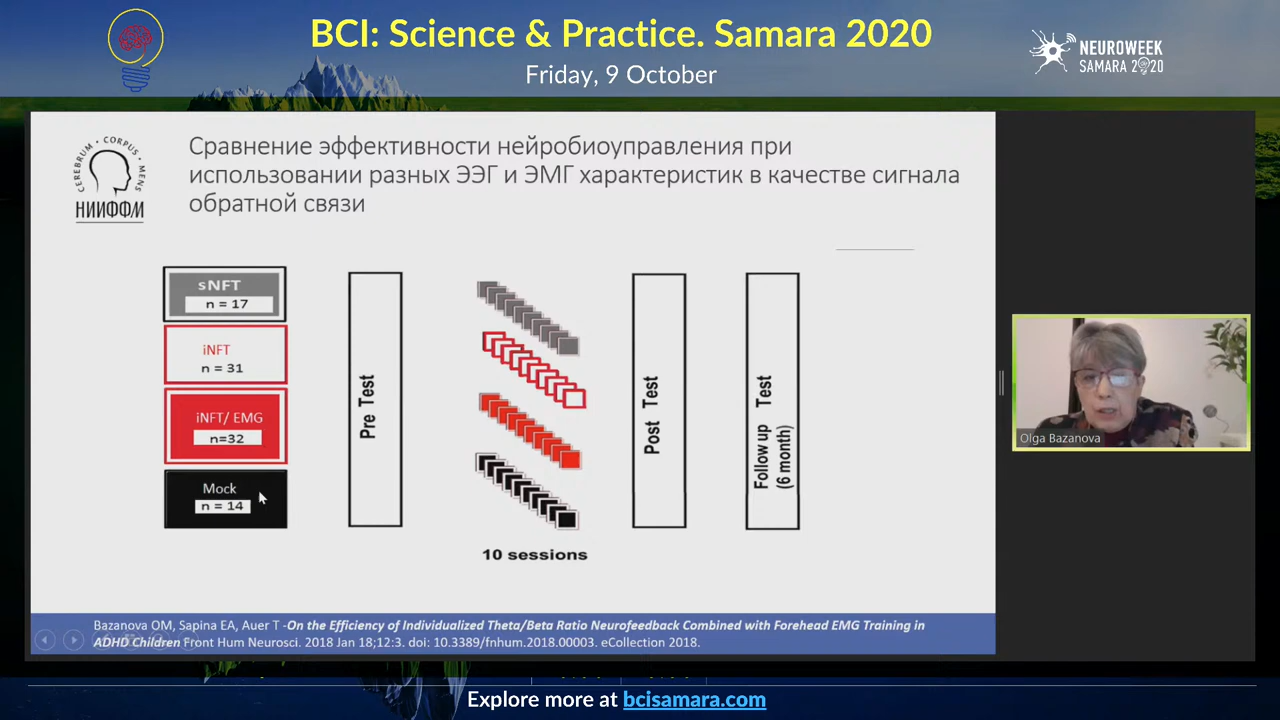 BCI: Science & Practice. Samara 2020
Friday, 9 October
NEUROWEEK
SAMARA 2020
CEREBRUM • CORPUS • MENS
НИИФФМ
Сравнение эффективности нейробиоуправления при
использовании разных ЭЭГ и ЭМГ характеристик в качестве сигнала
обратной связи
sNFT
n = 17
iNFT
n = 31
iNFT/ EMG
n=32
Mock
n = 14
Pre Test
10 sessions
Post Test
Follow up Test
(6 month)
Olga Bazanova
Bazanova OM, Sapina EA, Auer T -On the Efficiency of Individualized Theta/Beta Ratio Neurofeedback Combined with Forehead EMG Training in
ADHD Children Front Hum Neurosci. 2018 Jan 18;12:3. doi: 10.3389/fnhum.2018.00003. eCollection 2018.
Explore more at bcisamara.com